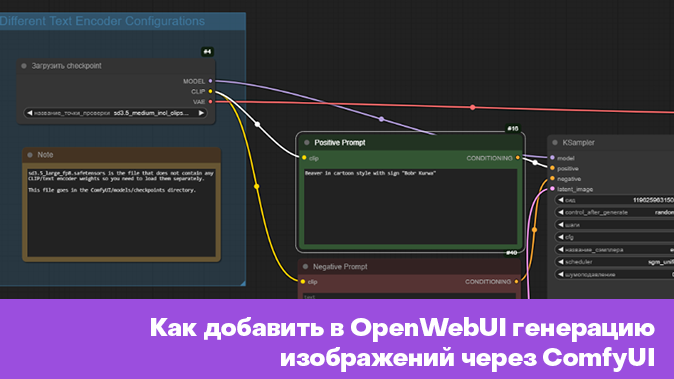 Different Text Encoder Configurations
#4
Загрузить checkpoint
MODEL
CLIP
VAE
название_точки_проверки sd3.5_medium_incl_clips...
Note
sd3.5_large_fp8.safetensors is the file that does not contain any
CLIP/text encoder weights so you need to load them separately.
This file goes in the ComfyUI/models/checkpoints directory.
#16
Positive Prompt
clip
CONDITIONING
Beaver in cartoon style with sign "Bobr Kurwa"
#40
Negative Prompt
clip
CONDITIONING
text
KSampler
model
positive
negative
latent_image
сид 119625983150
control_after_generate random
шаги
cfg
название_сэмплера
scheduler sgm_unif
шумоподавление
Как добавить в OpenWebUI генерацию
изображений через ComfyUI